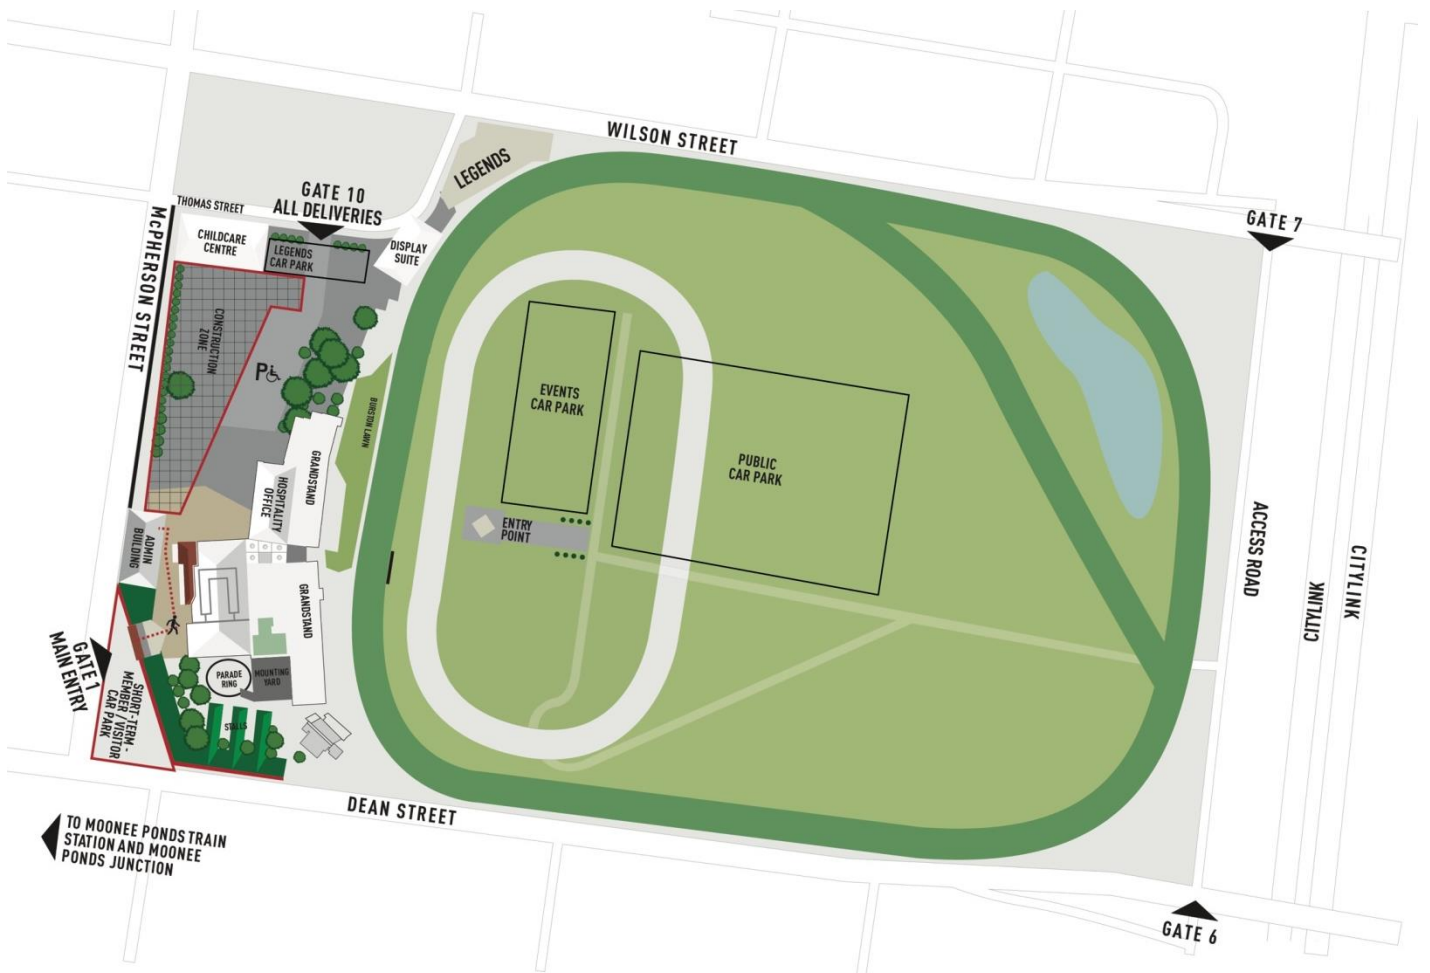 WILSON STREET
LEGENDS
GATE 10
ALL DELIVERIES
THOMAS STREET
McPHERSON STREET
CHILDCARE
CENTRE
LEGENDS
CAR PARK
DISPLAY
SUITE
GATE 7
CONSTRUCTION
ZONE
P
BURSTON LAWN
EVENTS
CAR PARK
PUBLIC
CAR PARK
GRANDSTAND
HOSPITALITY
OFFICE
ENTRY
POINT
ADMIN
BUILDING
GRANDSTAND
ACCESS ROAD
CITYLINK
CITYLINK
GATE 1
MAIN ENTRY
PARADE
RING
MOUNTING
YARD
SHORT-TERM -
MEMBER / VISITOR
CAR PARK
STALLS
DEAN STREET
TO MOONEE PONDS TRAIN
STATION AND MOONEE
PONDS JUNCTION
GATE 6